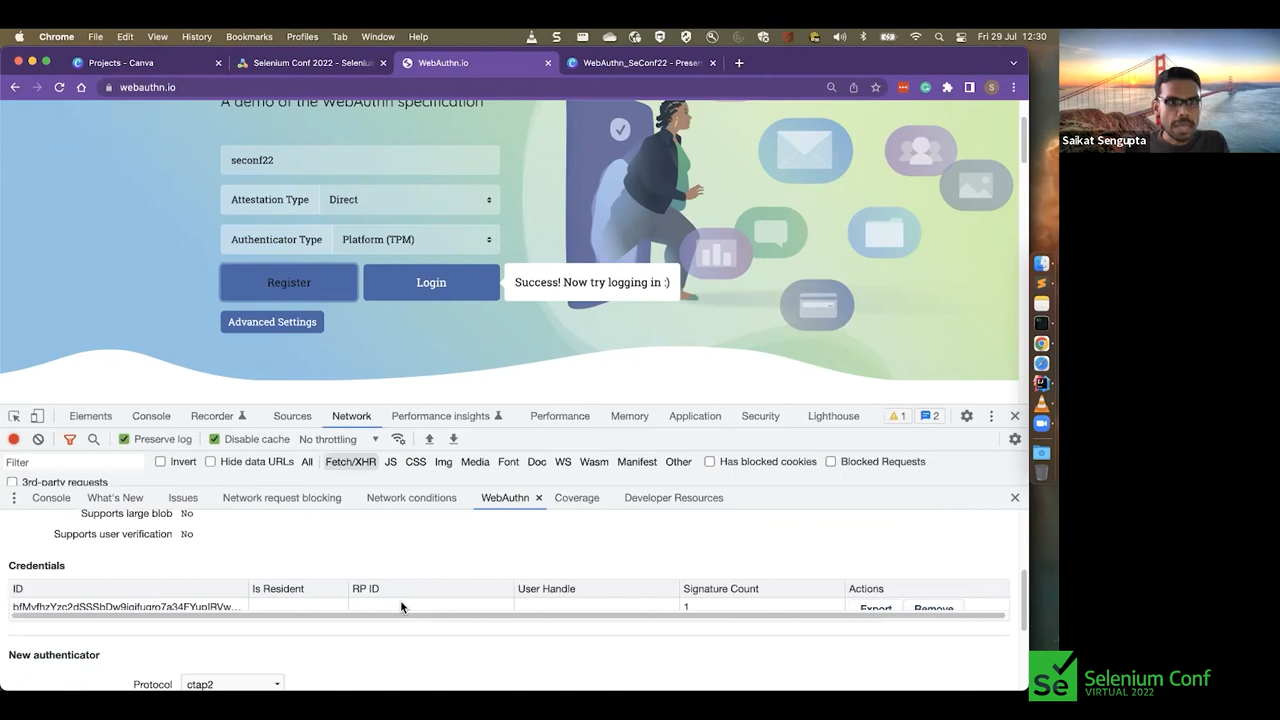 Chrome File Edit View History Bookmarks Profiles Tab Window Help Fri 29 Jul 12:30
Projects - Canva
Selenium Conf 2022 - Selenium
WebAuthn.io
WebAuthn_SeConf22 - Presen
webauthn.io
S
A demo of the WebAuthn specification
seconf22
Attestation Type Direct
Authenticator Type Platform (TPM)
Register Login Success! Now try logging in :)
Advanced Settings
Saikat Sengupta
Elements Console Recorder Sources Network Performance insights Performance Memory Application Security Lighthouse 1 2
Preserve log Disable cache No throttling
Filter Invert Hide data URLs All Fetch/XHR JS CSS Img Media Font Doc WS Wasm Manifest Other Has blocked cookies Blocked Requests
3rd-party requests
Console What's New Issues Network request blocking Network conditions WebAuthn Coverage Developer Resources
Supports large blob No
Supports user verification No
Credentials
ID Is Resident RP ID User Handle Signature Count Actions
1 Export Remove
New authenticator
Protocol ctap2
Se Selenium Conf
VIRTUAL 2022